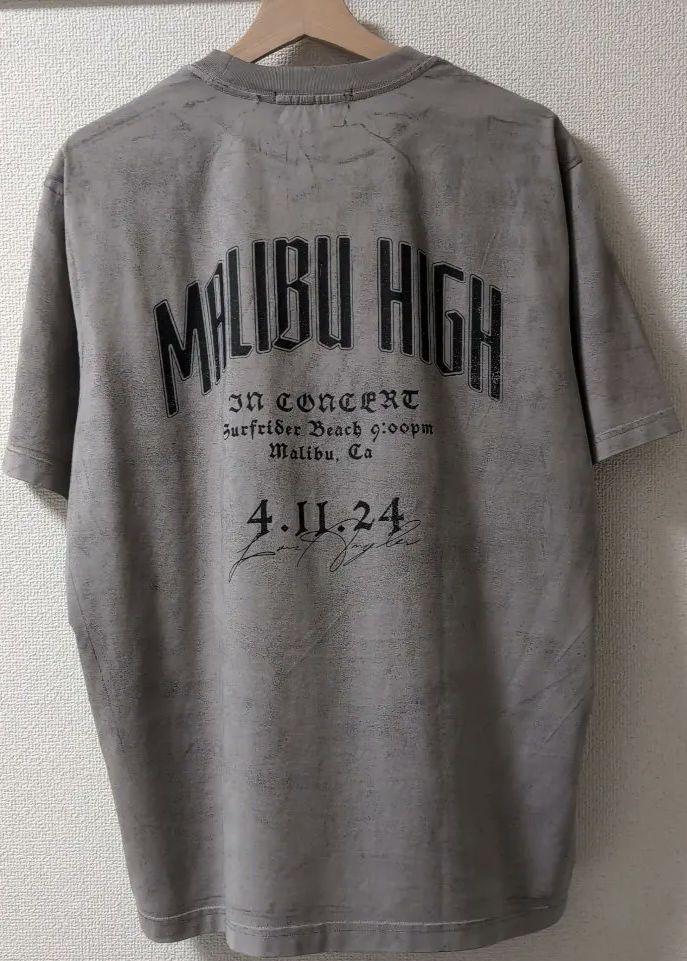 MALIBU HIGH
IN CONCERT
Surfrider Beach 9:00pm
Malibu, Ca
4.11.24